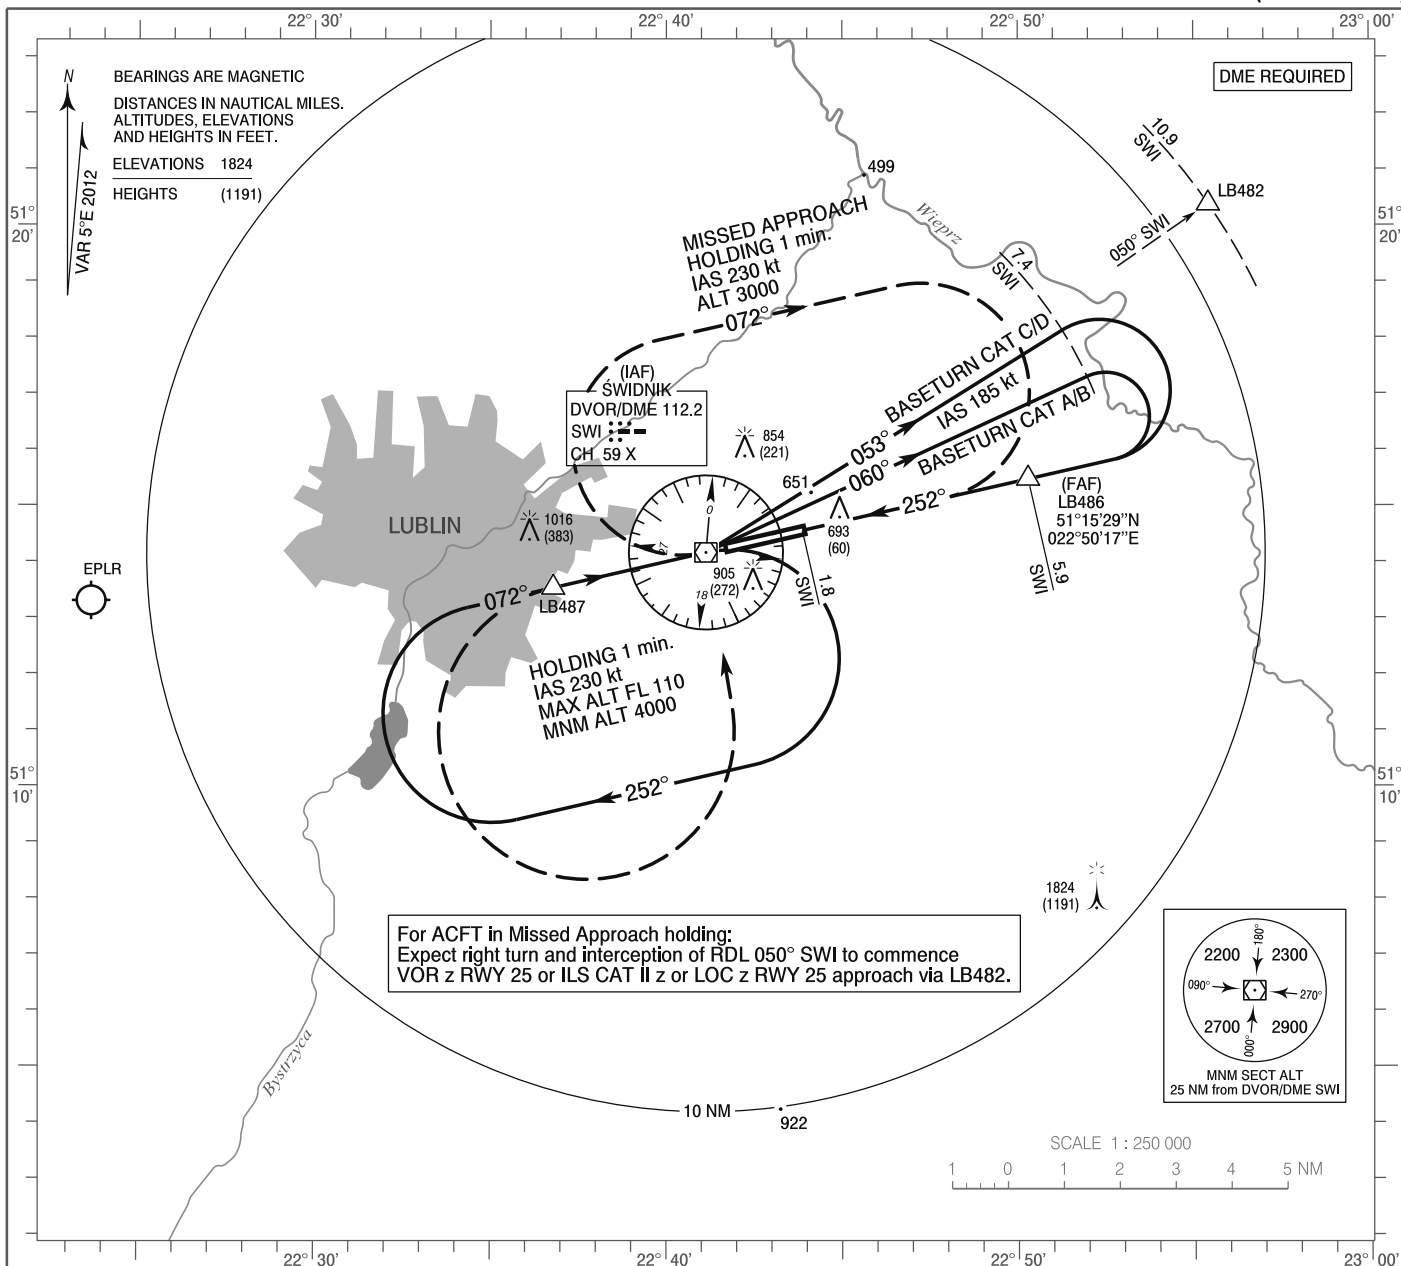 22° 30'
22° 40'
22° 50'
23° 00'
N
VAR 5°E 2012
BEARINGS ARE MAGNETIC
DISTANCES IN NAUTICAL MILES.
ALTITUDES, ELEVATIONS
AND HEIGHTS IN FEET.
ELEVATIONS 1824
HEIGHTS (1191)
DME REQUIRED
10.9
SWI
LB482
050° SWI
499
Wieprz
51°
20'
51°
20'
MISSED APPROACH
HOLDING 1 min.
IAS 230 kt
ALT 3000
072°
7.4
SWI
(IAF)
ŚWIDNIK
DVOR/DME 112.2
SWI
CH 59 X
854
(221)
BASETURN CAT C/D
IAS 185 kt
BASETURN CAT A/B
053°
060°
252°
651
693
(60)
(FAF)
LB486
51°15'29"N
022°50'17"E
5.9
SWI
LUBLIN
1016
(383)
0
27
18
905
(272)
1.8
SWI
EPLR
072°
LB487
HOLDING 1 min.
IAS 230 kt
MAX ALT FL 110
MNM ALT 4000
252°
51°
10'
51°
10'
1824
(1191)
For ACFT in Missed Approach holding:
Expect right turn and interception of RDL 050° SWI to commence
VOR z RWY 25 or ILS CAT II z or LOC z RWY 25 approach via LB482.
180°
2200 2300
090°
270°
2700 2900
000°
MNM SECT ALT
25 NM from DVOR/DME SWI
Bystrzyca
10 NM
922
SCALE 1 : 250 000
1 0 1 2 3 4 5 NM
22° 30'
22° 40'
22° 50'
23° 00'